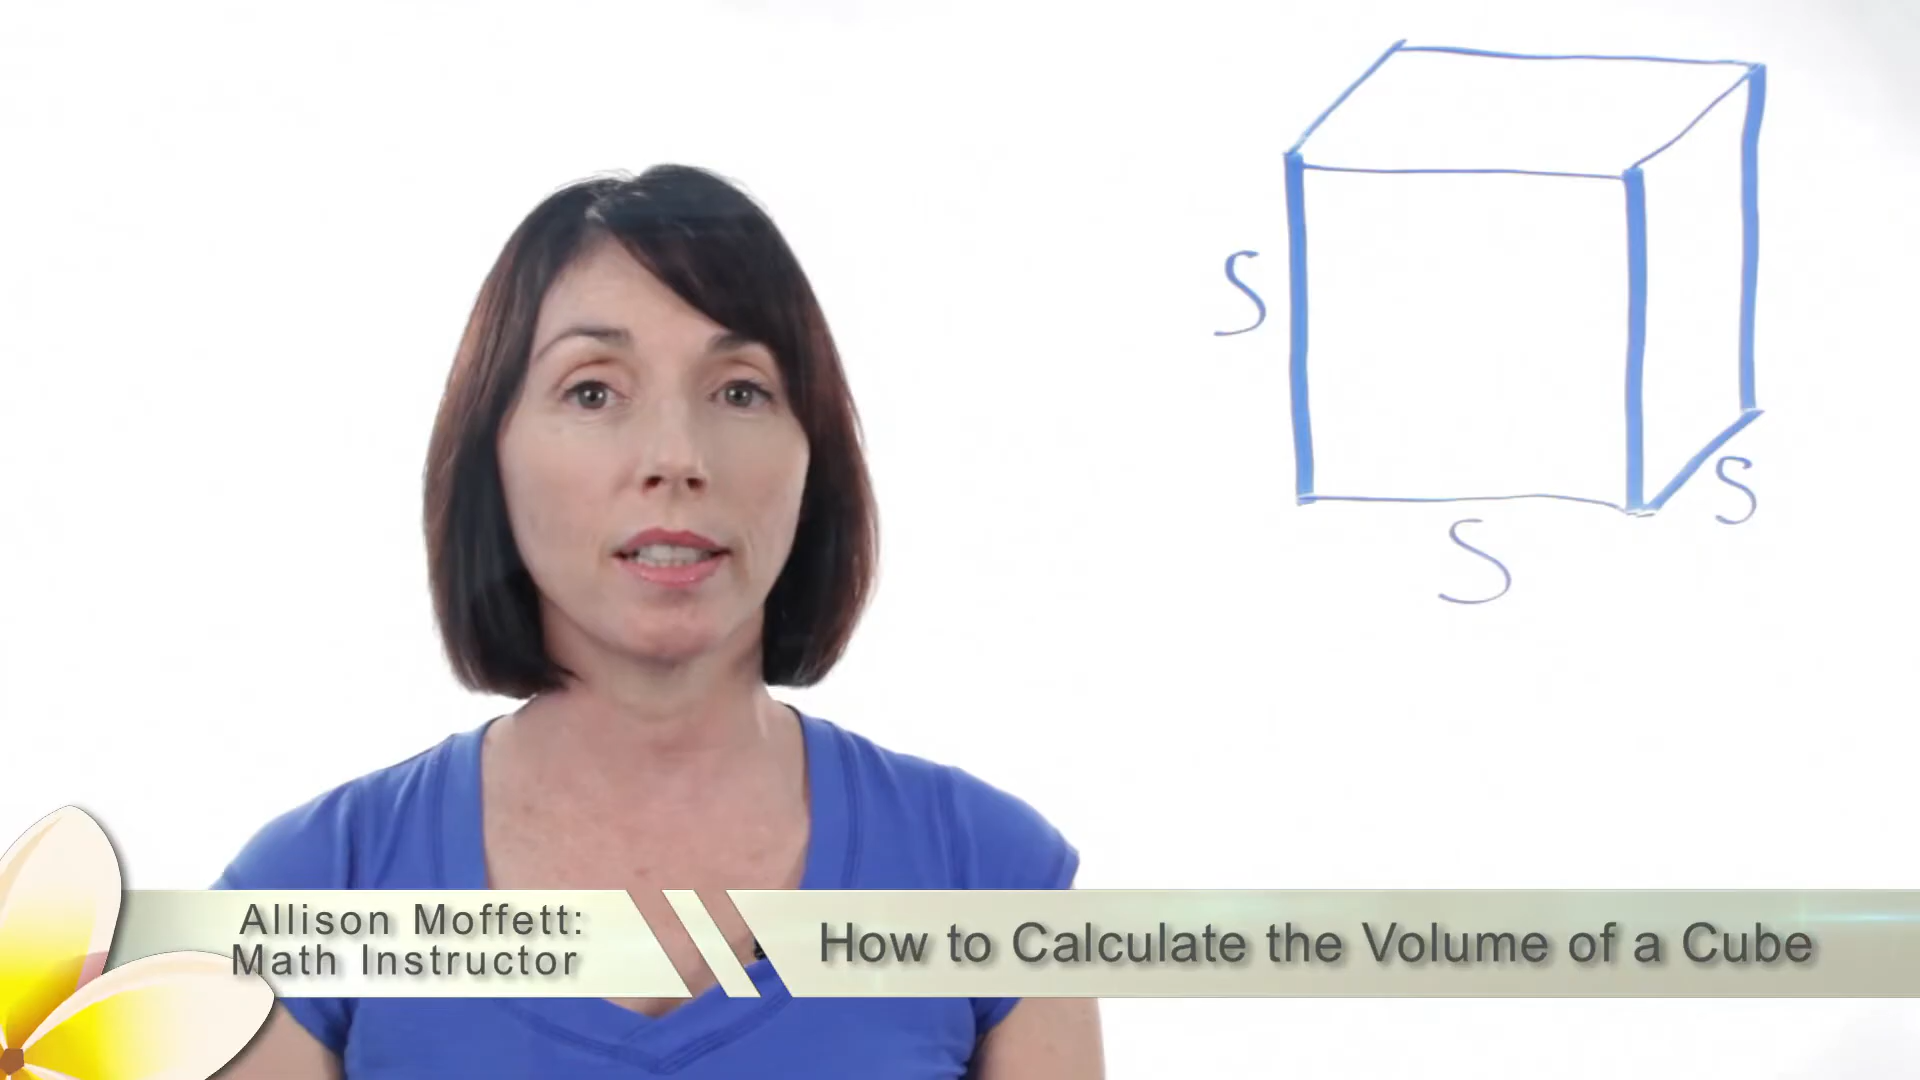 S
S
S
Allison Moffett:
Math Instructor
How to Calculate the Volume of a Cube